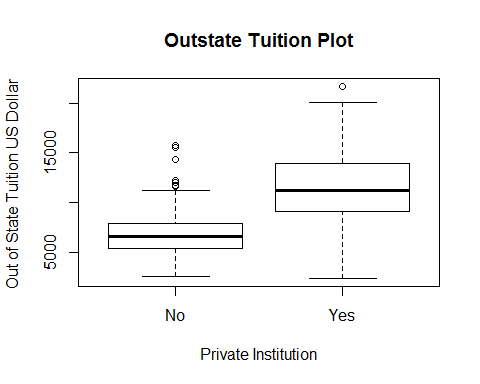 Outstate Tuition Plot
Out of State Tuition US Dollar
15000
5000
No Yes
Private Institution